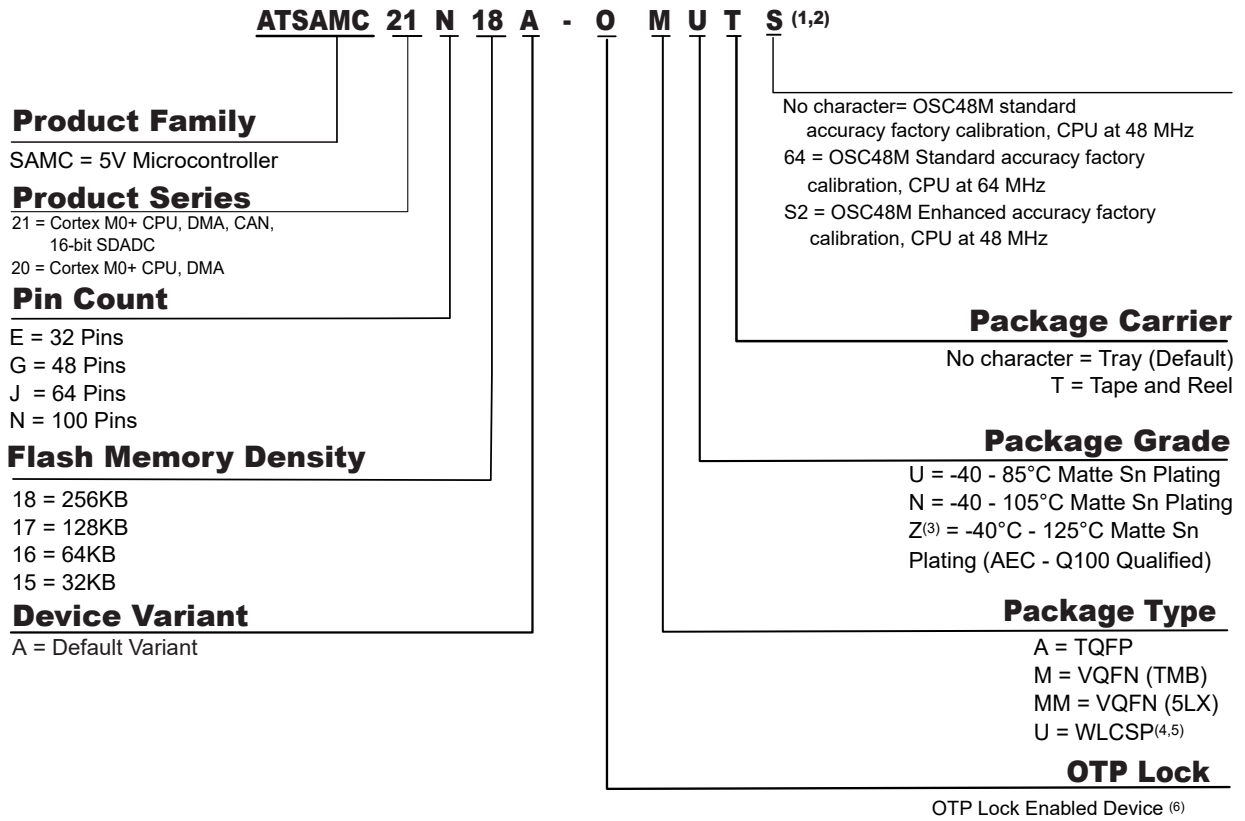 ATSAMC 21 N 18 A - O M U T S (1,2)
Product Family
SAMC = 5V Microcontroller
Product Series
21 = Cortex M0+ CPU, DMA, CAN,
16-bit SDADC
20 = Cortex M0+ CPU, DMA
Pin Count
E = 32 Pins
G = 48 Pins
J = 64 Pins
N = 100 Pins
Flash Memory Density
18 = 256KB
17 = 128KB
16 = 64KB
15 = 32KB
Device Variant
A = Default Variant
No character= OSC48M standard
accuracy factory calibration, CPU at 48 MHz
64 = OSC48M Standard accuracy factory
calibration, CPU at 64 MHz
S2 = OSC48M Enhanced accuracy factory
calibration, CPU at 48 MHz
Package Carrier
No character = Tray (Default)
T = Tape and Reel
Package Grade
U = -40 - 85°C Matte Sn Plating
N = -40 - 105°C Matte Sn Plating
Z(3) = -40°C - 125°C Matte Sn
Plating (AEC - Q100 Qualified)
Package Type
A = TQFP
M = VQFN (TMB)
MM = VQFN (5LX)
U = WLCSP(4,5)
OTP Lock
OTP Lock Enabled Device (6)